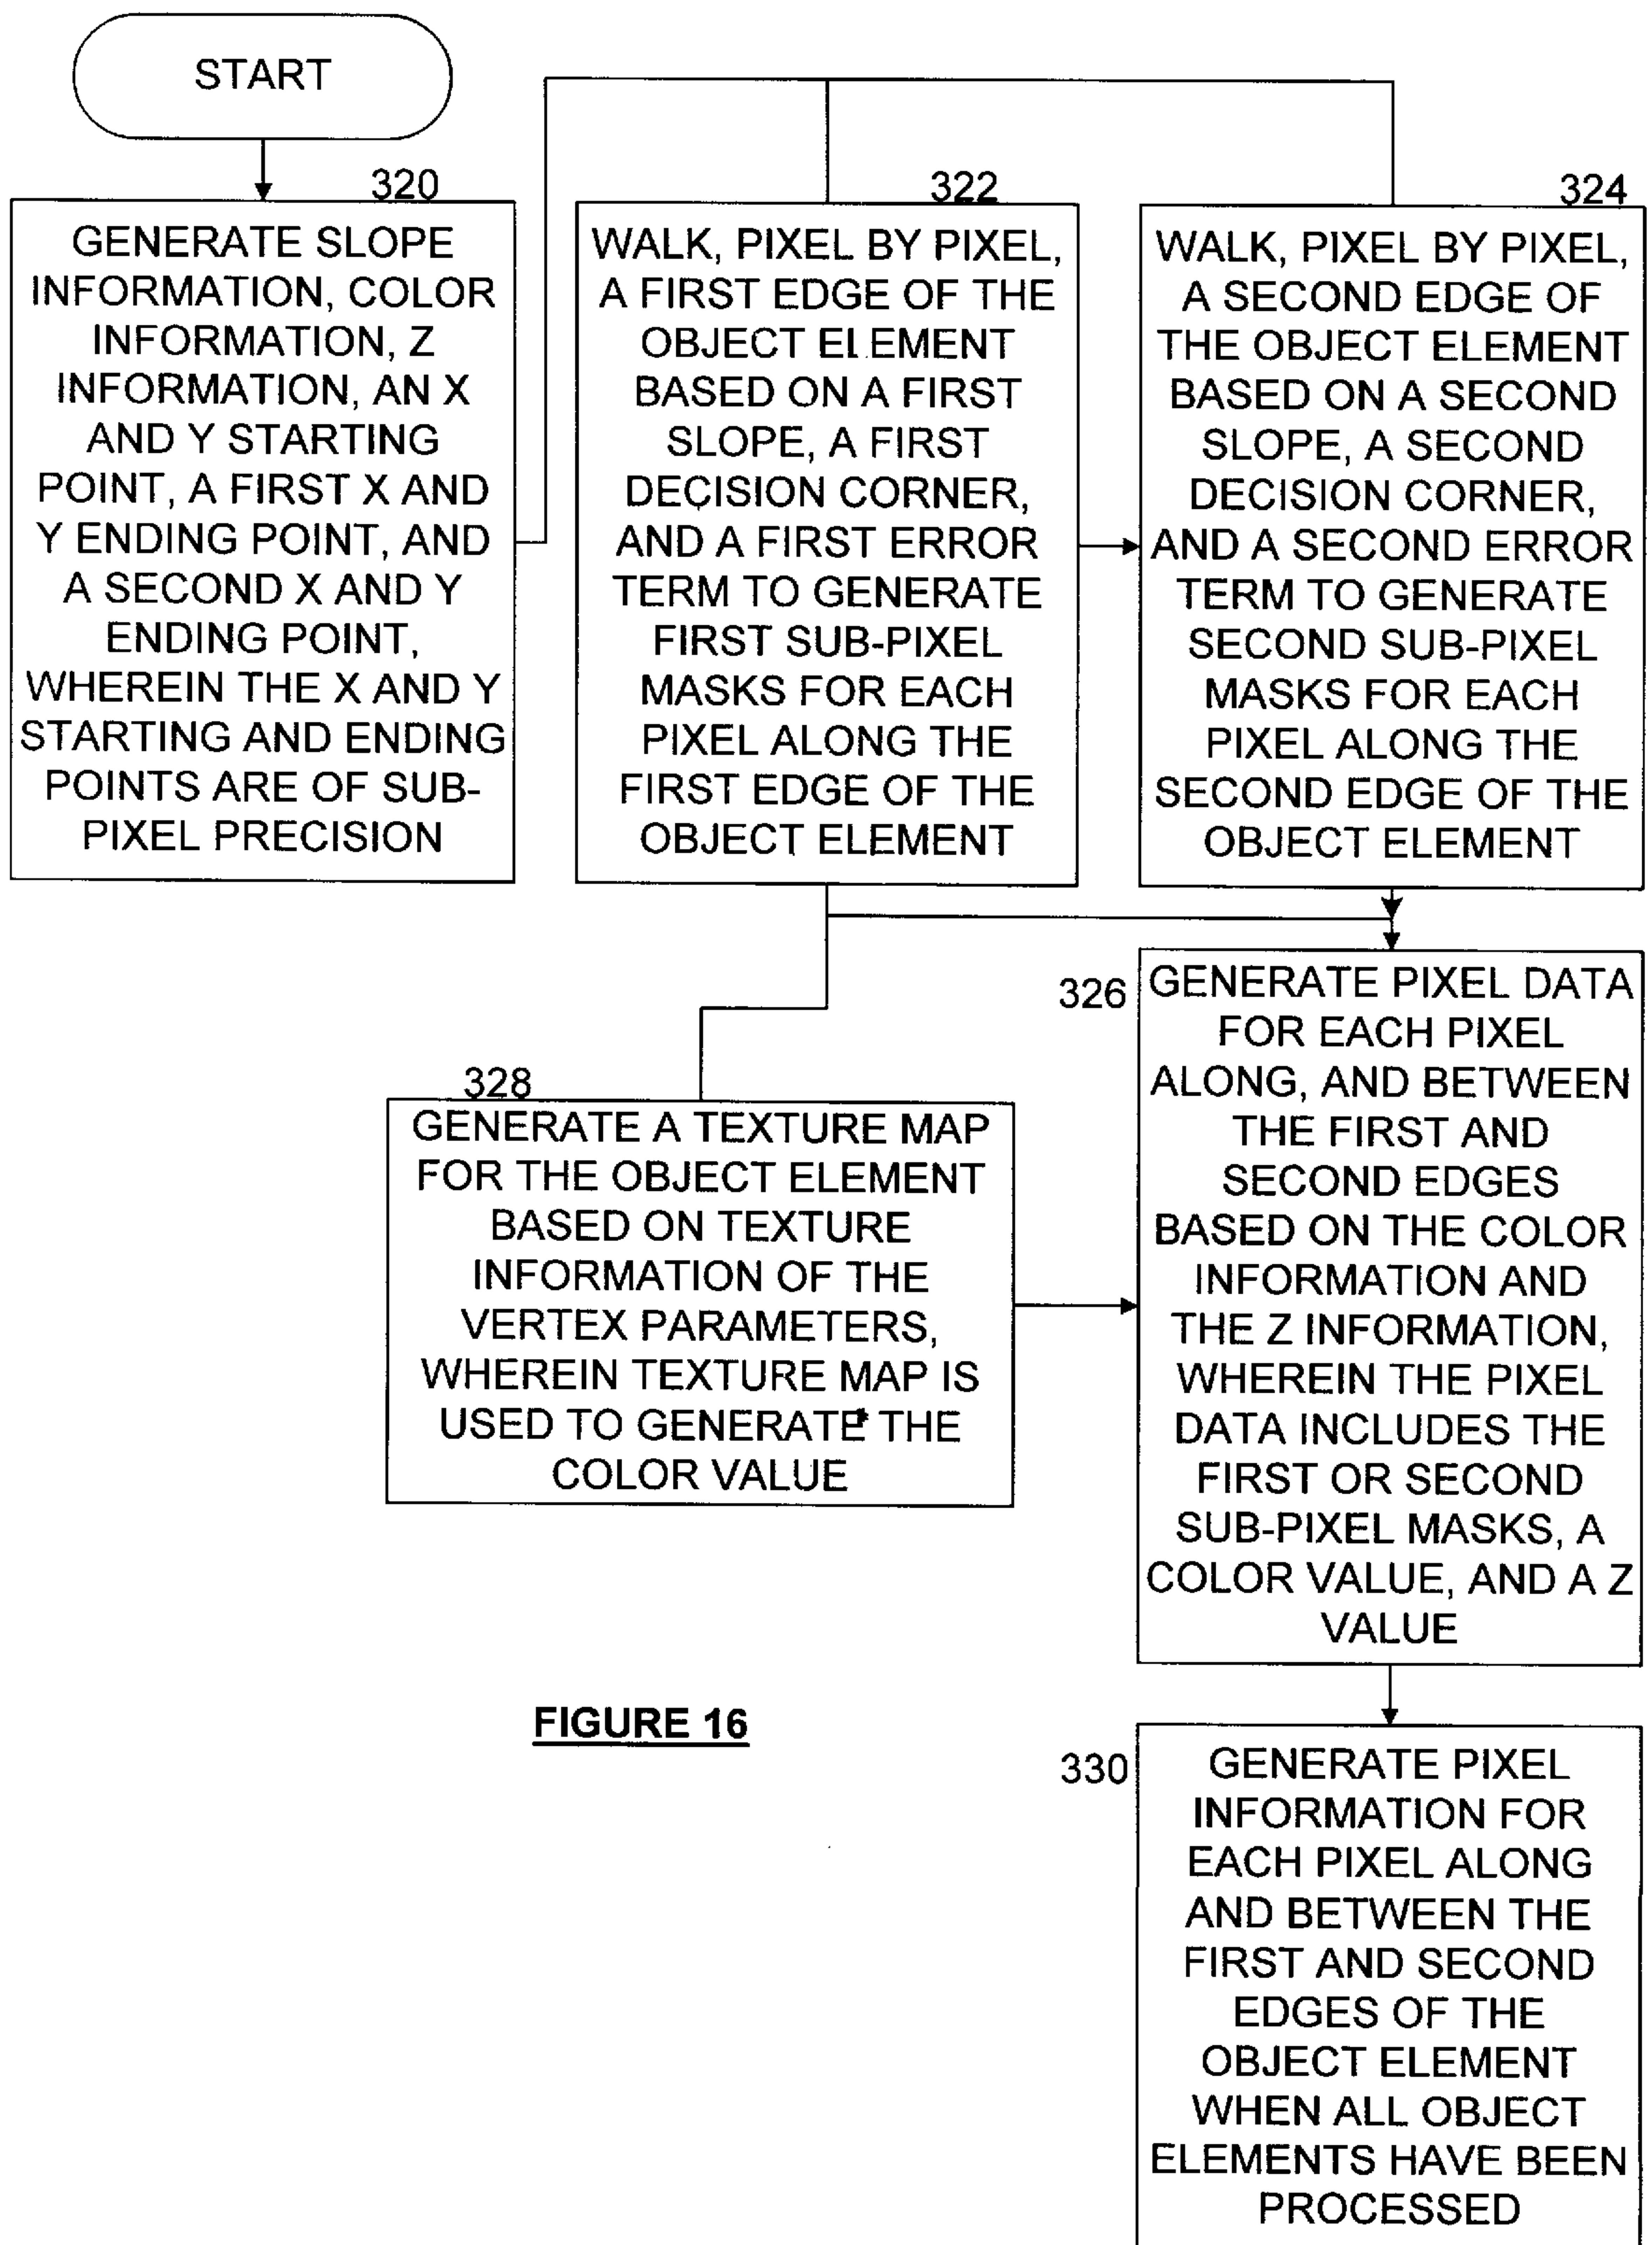 START
320
GENERATE SLOPE
INFORMATION, COLOR
INFORMATION, Z
INFORMATION, AN X
AND Y STARTING
POINT, A FIRST X AND
Y ENDING POINT, AND
A SECOND X AND Y
ENDING POINT,
WHEREIN THE X AND Y
STARTING AND ENDING
POINTS ARE OF SUB-
PIXEL PRECISION
322
WALK, PIXEL BY PIXEL,
A FIRST EDGE OF THE
OBJECT ELEMENT
BASED ON A FIRST
SLOPE, A FIRST
DECISION CORNER,
AND A FIRST ERROR
TERM TO GENERATE
FIRST SUB-PIXEL
MASKS FOR EACH
PIXEL ALONG THE
FIRST EDGE OF THE
OBJECT ELEMENT
324
WALK, PIXEL BY PIXEL,
A SECOND EDGE OF
THE OBJECT ELEMENT
BASED ON A SECOND
SLOPE, A SECOND
DECISION CORNER,
AND A SECOND ERROR
TERM TO GENERATE
SECOND SUB-PIXEL
MASKS FOR EACH
PIXEL ALONG THE
SECOND EDGE OF THE
OBJECT ELEMENT
326
GENERATE PIXEL DATA
FOR EACH PIXEL
ALONG, AND BETWEEN
THE FIRST AND
SECOND EDGES
BASED ON THE COLOR
INFORMATION AND
THE Z INFORMATION,
WHEREIN THE PIXEL
DATA INCLUDES THE
FIRST OR SECOND
SUB-PIXEL MASKS, A
COLOR VALUE, AND A Z
VALUE
328
GENERATE A TEXTURE MAP
FOR THE OBJECT ELEMENT
BASED ON TEXTURE
INFORMATION OF THE
VERTEX PARAMETERS,
WHEREIN TEXTURE MAP IS
USED TO GENERATE THE
COLOR VALUE
FIGURE 16
330
GENERATE PIXEL
INFORMATION FOR
EACH PIXEL ALONG
AND BETWEEN THE
FIRST AND SECOND
EDGES OF THE
OBJECT ELEMENT
WHEN ALL OBJECT
ELEMENTS HAVE BEEN
PROCESSED